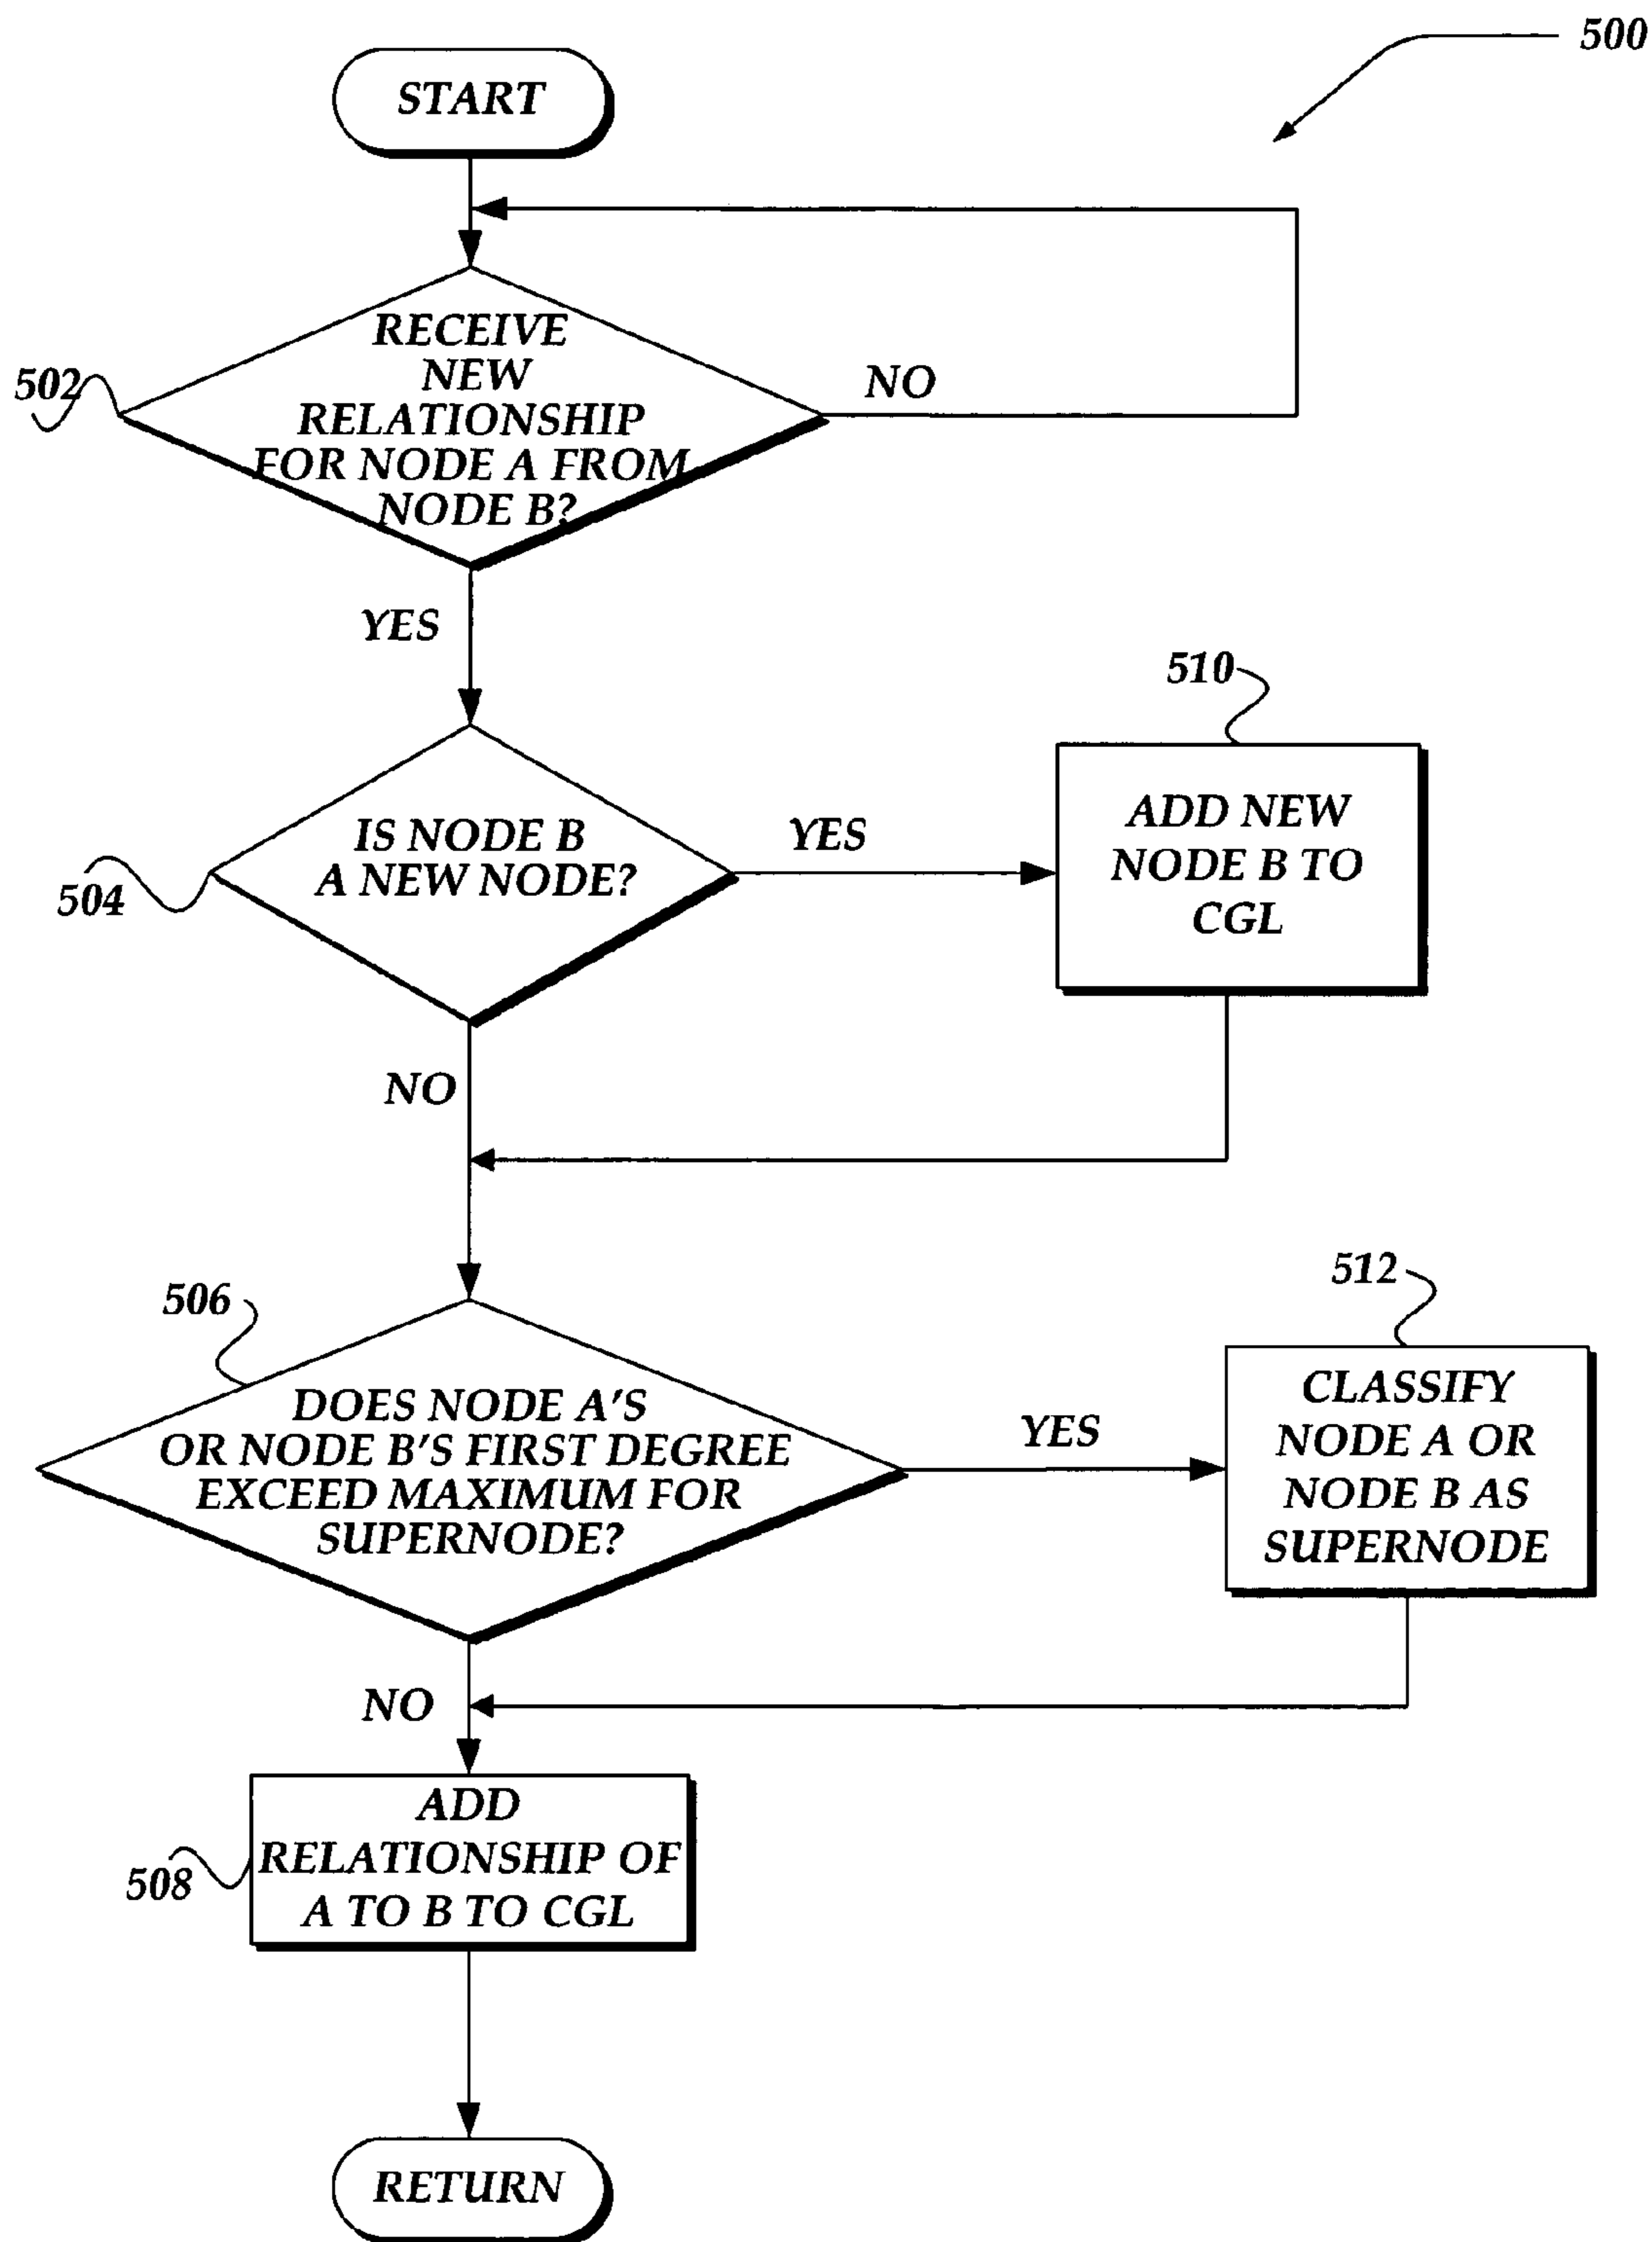 500
START
RECEIVE
NEW
RELATIONSHIP
FOR NODE A FROM
NODE B?
502
NO
YES
510
IS NODE B
A NEW NODE?
504
YES
ADD NEW
NODE B TO
CGL
NO
506
512
DOES NODE A'S
OR NODE B'S FIRST DEGREE
EXCEED MAXIMUM FOR
SUPERNODE?
YES
CLASSIFY
NODE A OR
NODE B AS
SUPERNODE
NO
ADD
RELATIONSHIP OF
A TO B TO CGL
508
RETURN